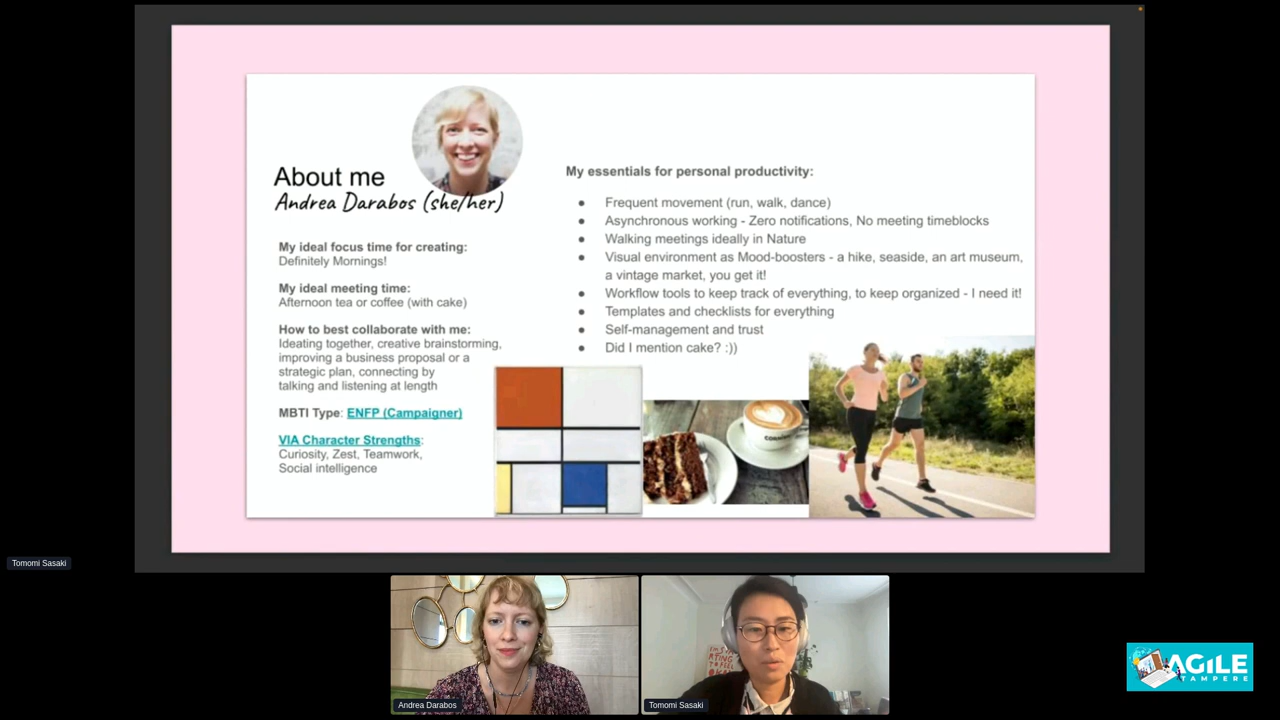 About me
Andrea Darabos (she/her)
My ideal focus time for creating:
Definitely Mornings!
My ideal meeting time:
Afternoon tea or coffee (with cake)
How to best collaborate with me:
Ideating together, creative brainstorming,
improving a business proposal or a
strategic plan, connecting by
talking and listening at length
MBTI Type: ENFP (Campaigner)
VIA Character Strengths:
Curiosity, Zest, Teamwork,
Social intelligence
My essentials for personal productivity:
● Frequent movement (run, walk, dance)
● Asynchronous working - Zero notifications, No meeting timeblocks
● Walking meetings ideally in Nature
● Visual environment as Mood-boosters - a hike, seaside, an art museum,
a vintage market, you get it!
● Workflow tools to keep track of everything, to keep organized - I need it!
● Templates and checklists for everything
● Self-management and trust
● Did I mention cake? :))
Tomomi Sasaki
Andrea Darabos
Tomomi Sasaki
AGILE
TAMPERE